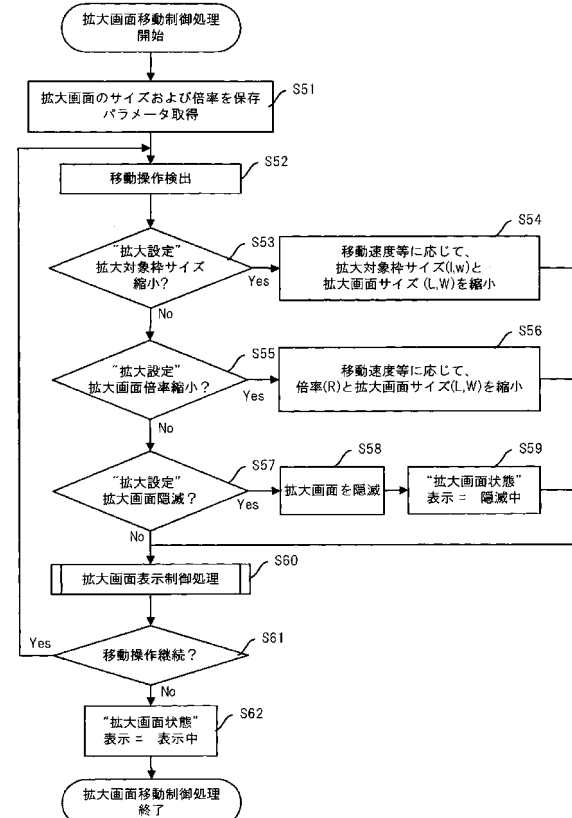 拡大画面移動制御処理
開始
S51
拡大画面のサイズおよび倍率を保存
パラメータ取得
S52
移動操作検出
S53
“拡大設定”
拡大対象枠サイズ
縮小?
Yes
No
S54
移動速度等に応じて、
拡大対象枠サイズ(l,w)と
拡大画面サイズ(L,W)を縮小
S55
“拡大設定”
拡大画面倍率縮小?
Yes
No
S56
移動速度等に応じて、
倍率(R)と拡大画面サイズ(L,W)を縮小
S57
“拡大設定”
拡大画面隠滅?
Yes
No
S58
拡大画面を隠滅
S59
“拡大画面状態”
表示= 隠滅中
S60
拡大画面表示制御処理
S61
移動操作継続?
Yes
No
S62
“拡大画面状態”
表示= 表示中
拡大画面移動制御処理
終了